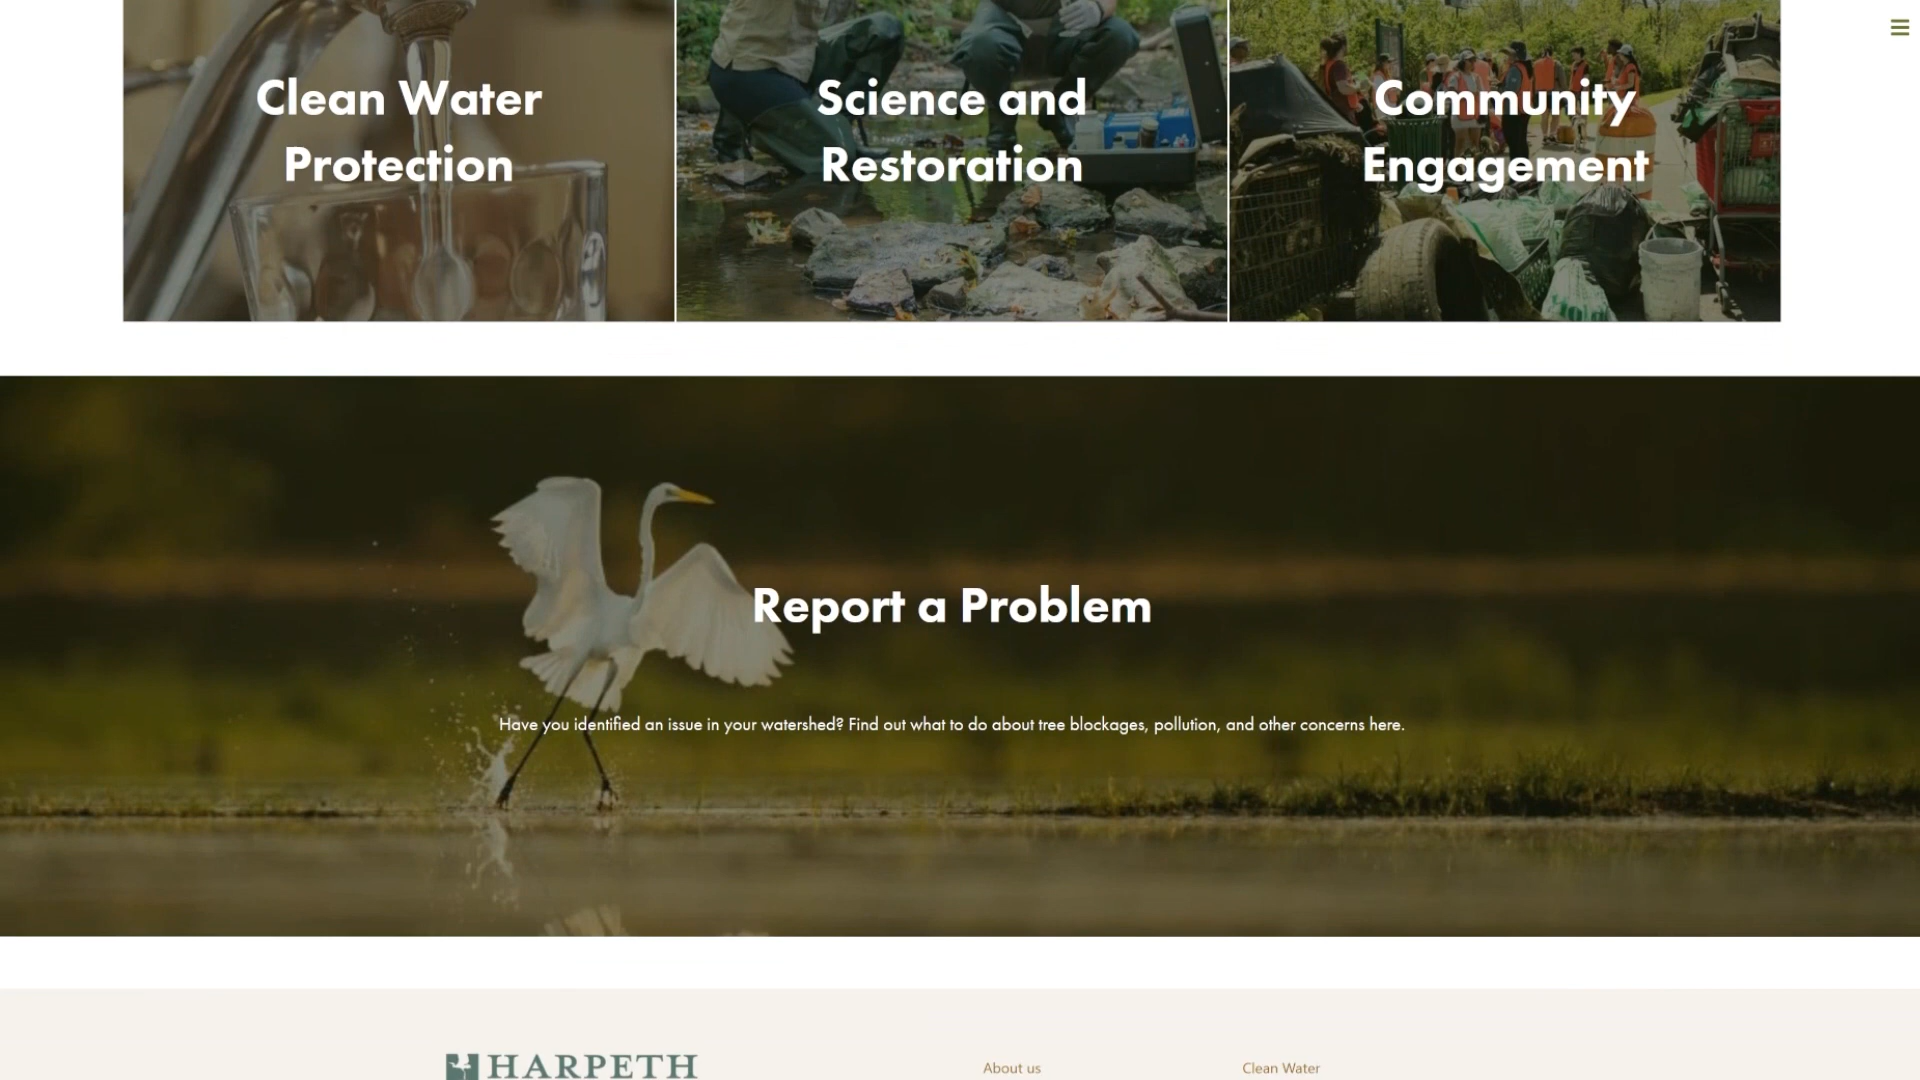 Clean Water
Protection
Science and
Restoration
Community
Engagement
Report a Problem
Have you identified an issue in your watershed? Find out what to do about tree blockages, pollution, and other concerns here.
HARPETH
About us
Clean Water